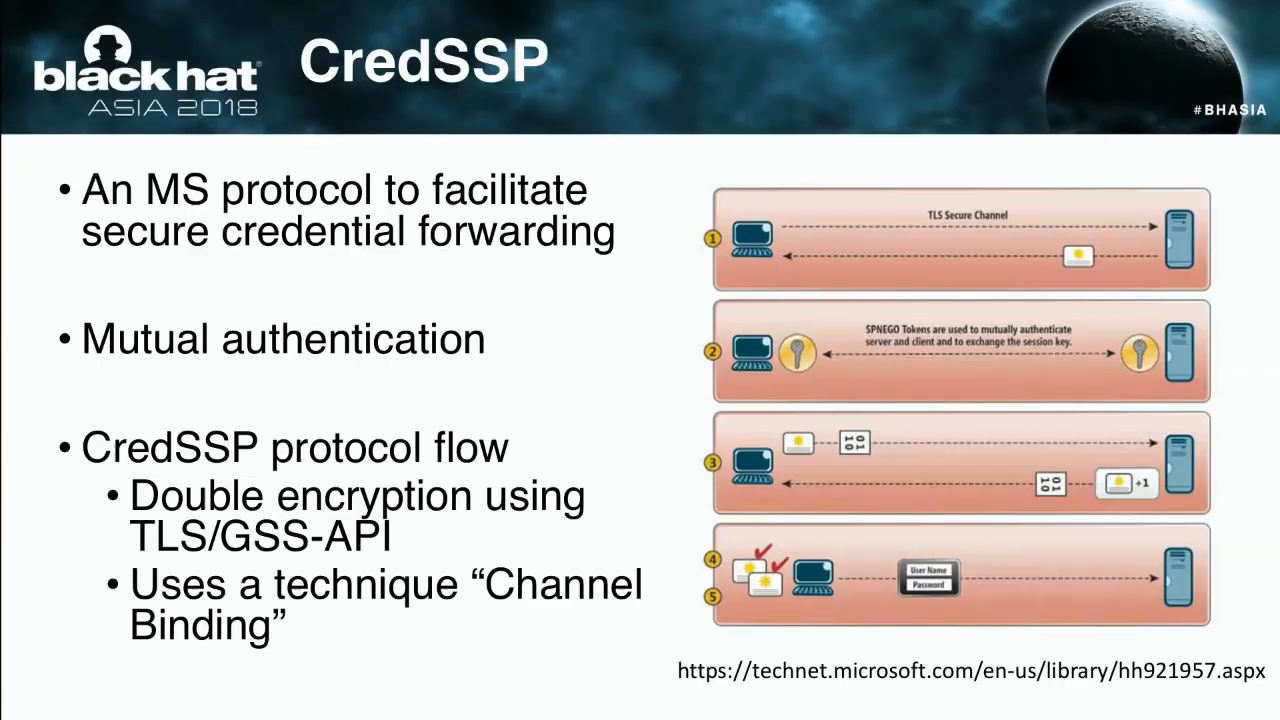 black hat
ASIA 2018
CredSSP
#BHASIA
• An MS protocol to facilitate
secure credential forwarding
• Mutual authentication
• CredSSP protocol flow
• Double encryption using
TLS/GSS-API
• Uses a technique “Channel
Binding”
1
TLS Secure Channel
2
SPNEGO Tokens are used to mutually authenticate
server and client and to exchange the session key.
3
01
10
01
10
+1
4
5
User Name
Password
https://technet.microsoft.com/en-us/library/hh921957.aspx